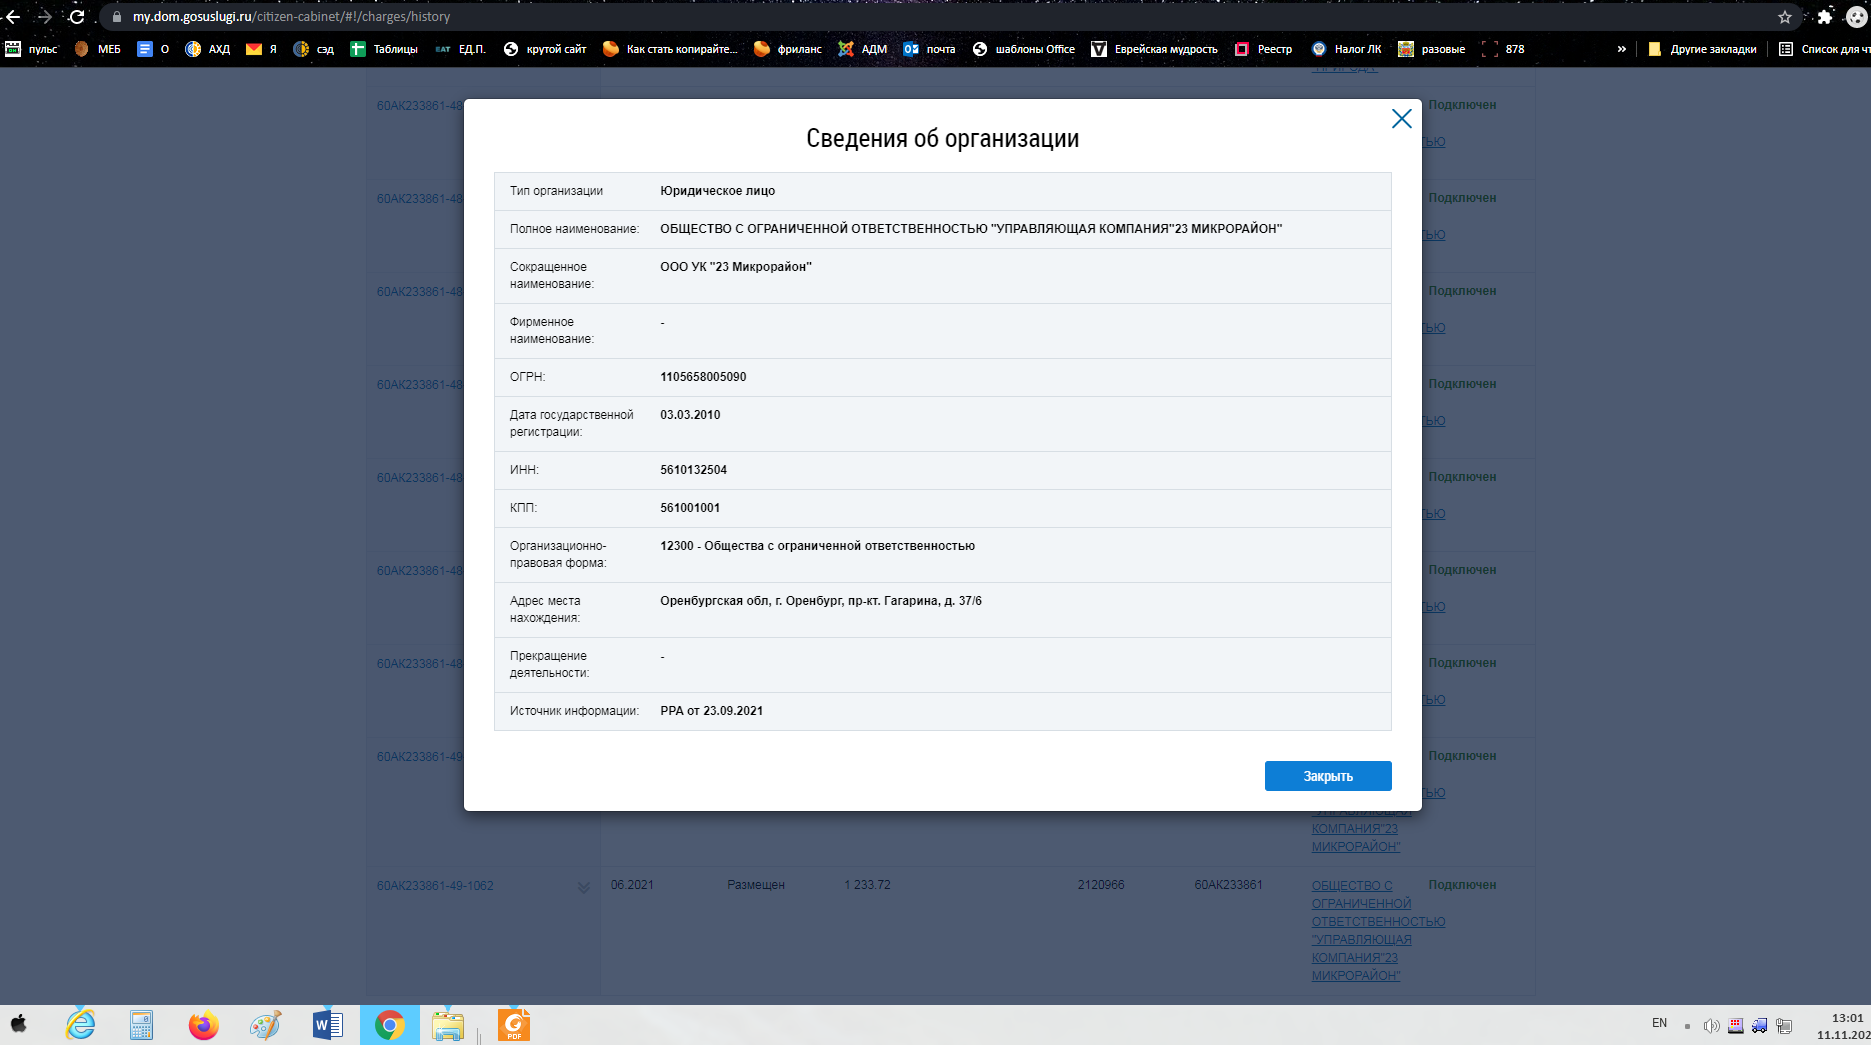 my.dom.gosuslugi.ru/citizen-cabinet/#!/charges/history
пульс МЕБ О АХД Я сэд Таблицы ЕАТ ЕД.П. крутой сайт Как стать копирайте... фриланс АДМ почта шаблоны Office Еврейская мудрость Реестр Налог ЛК разовые 878 » Другие закладки Список для чт
"ПРИРОДА"
60АК233861-48 Подключен
ТЬЮ
Сведения об организации
Тип организации Юридическое лицо
60АК233861-48 Подключен
Полное наименование: ОБЩЕСТВО С ОГРАНИЧЕННОЙ ОТВЕТСТВЕННОСТЬЮ "УПРАВЛЯЮЩАЯ КОМПАНИЯ"23 МИКРОРАЙОН"
ТЬЮ
Сокращенное
наименование:
ООО УК "23 Микрорайон"
60АК233861-48 Подключен
Фирменное
наименование:
-
ТЬЮ
ОГРН: 1105658005090
60АК233861-48 Подключен
Дата государственной
регистрации:
03.03.2010
ТЬЮ
ИНН: 5610132504
60АК233861-48 Подключен
КПП: 561001001
ТЬЮ
Организационно-
правовая форма:
12300 - Общества с ограниченной ответственностью
60АК233861-48 Подключен
Адрес места
нахождения:
Оренбургская обл, г. Оренбург, пр-кт. Гагарина, д. 37/6
ТЬЮ
Прекращение
деятельности:
-
60АК233861-48 Подключен
ТЬЮ
Источник информации: РРА от 23.09.2021
60АК233861-49 Подключен
Закрыть
ТЬЮ
"УПРАВЛЯЮЩАЯ
КОМПАНИЯ"23
МИКРОРАЙОН"
60АК233861-49-1062 06.2021 Размещен 1 233.72 2120966 60АК233861 ОБЩЕСТВО С Подключен
ОГРАНИЧЕННОЙ
ОТВЕТСТВЕННОСТЬЮ
"УПРАВЛЯЮЩАЯ
КОМПАНИЯ"23
МИКРОРАЙОН"
PDF
EN
13:01
11.11.202